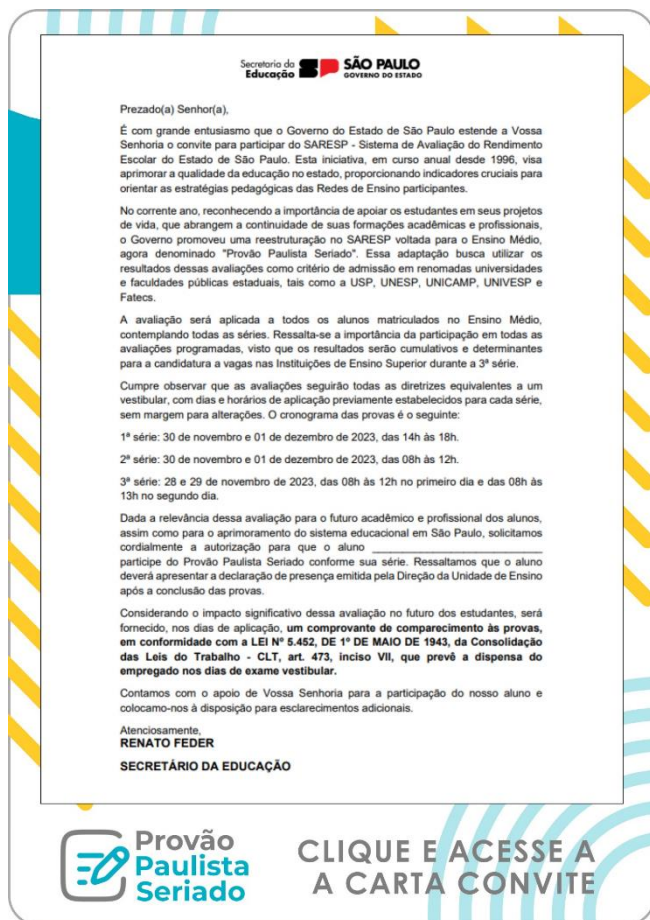 Secretaria da
Educação
SÃO PAULO
GOVERNO DO ESTADO
Prezado(a) Senhor(a),
É com grande entusiasmo que o Governo do Estado de São Paulo estende a Vossa
Senhoria o convite para participar do SARESP - Sistema de Avaliação do Rendimento
Escolar do Estado de São Paulo. Esta iniciativa, em curso anual desde 1996, visa
aprimorar a qualidade da educação no estado, proporcionando indicadores cruciais para
orientar as estratégias pedagógicas das Redes de Ensino participantes.
No corrente ano, reconhecendo a importância de apoiar os estudantes em seus projetos
de vida, que abrangem a continuidade de suas formações acadêmicas e profissionais,
o Governo promoveu uma reestruturação no SARESP voltada para o Ensino Médio,
agora denominado "Provão Paulista Seriado". Essa adaptação busca utilizar os
resultados dessas avaliações como critério de admissão em renomadas universidades
e faculdades públicas estaduais, tais como a USP, UNESP, UNICAMP, UNIVESP e
Fatecs.
A avaliação será aplicada a todos os alunos matriculados no Ensino Médio,
contemplando todas as séries. Ressalta-se a importância da participação em todas as
avaliações programadas, visto que os resultados serão cumulativos e determinantes
para a candidatura a vagas nas Instituições de Ensino Superior durante a 3ª série.
Cumpre observar que as avaliações seguirão todas as diretrizes equivalentes a um
vestibular, com dias e horários de aplicação previamente estabelecidos para cada série,
sem margem para alterações. O cronograma das provas é o seguinte:
1ª série: 30 de novembro e 01 de dezembro de 2023, das 14h às 18h.
2ª série: 30 de novembro e 01 de dezembro de 2023, das 08h às 12h.
3ª série: 28 e 29 de novembro de 2023, das 08h às 12h no primeiro dia e das 08h às
13h no segundo dia.
Dada a relevância dessa avaliação para o futuro acadêmico e profissional dos alunos,
assim como para o aprimoramento do sistema educacional em São Paulo, solicitamos
cordialmente a autorização para que o aluno ____________________________
participe do Provão Paulista Seriado conforme sua série. Ressaltamos que o aluno
deverá apresentar a declaração de presença emitida pela Direção da Unidade de Ensino
após a conclusão das provas.
Considerando o impacto significativo dessa avaliação no futuro dos estudantes, será
fornecido, nos dias de aplicação, um comprovante de comparecimento às provas,
em conformidade com a LEI Nº 5.452, DE 1º DE MAIO DE 1943, da Consolidação
das Leis do Trabalho - CLT, art. 473, inciso VII, que prevê a dispensa do
empregado nos dias de exame vestibular.
Contamos com o apoio de Vossa Senhoria para a participação do nosso aluno e
colocamo-nos à disposição para esclarecimentos adicionais.
Atenciosamente,
RENATO FEDER
SECRETÁRIO DA EDUCAÇÃO
Provão
Paulista
Seriado
CLIQUE E ACESSE A
A CARTA CONVITE